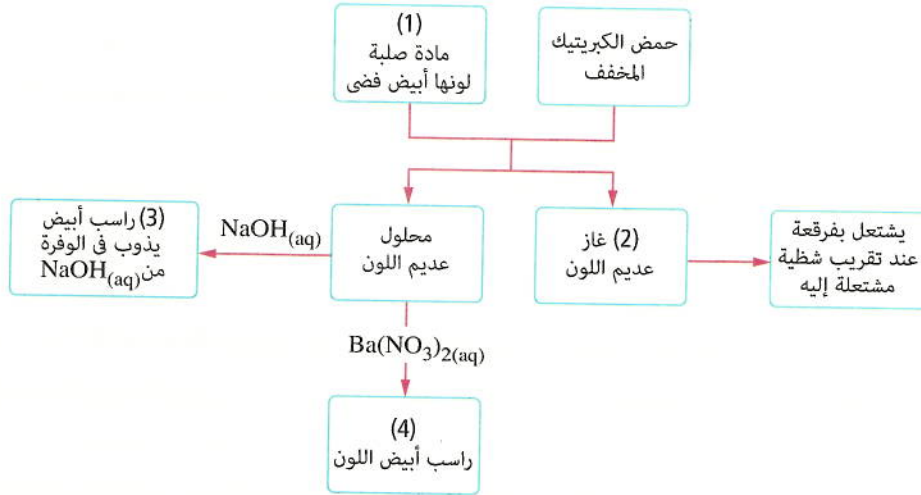 (1)
مادة صلبة
لونها أبيض فضى
حمض الكبريتيك
المخفف
(3) راسب أبيض
يذوب فى الوفرة
من NaOH(aq)
NaOH(aq)
محلول
عديم اللون
(2) غاز
عديم اللون
يشتعل بفرقعة
عند تقريب شظية
مشتعلة إليه
Ba(NO3)2(aq)
(4)
راسب أبيض اللون